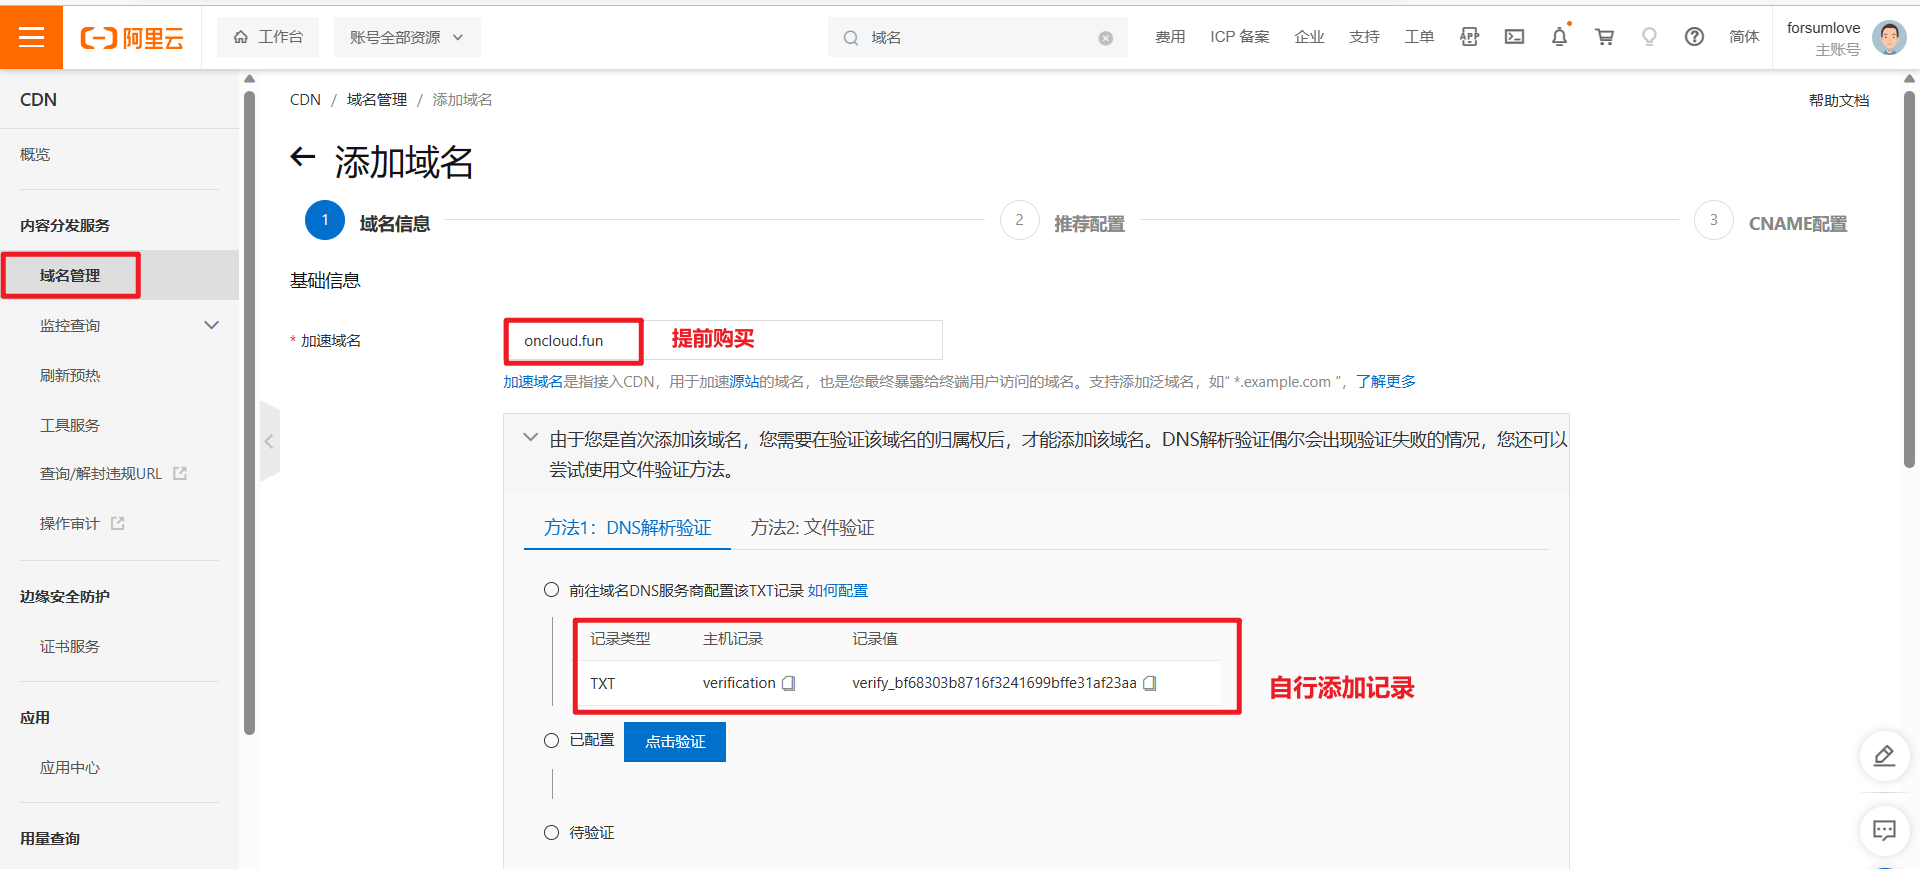 阿里云
工作台
账号全部资源
域名
费用
ICP 备案
企业
支持
工单
简体
forsumlove
主账号
CDN
概览
内容分发服务
域名管理
监控查询
刷新预热
工具服务
查询/解封违规URL
操作审计
边缘安全防护
证书服务
应用
应用中心
用量查询
CDN / 域名管理 / 添加域名
帮助文档
添加域名
1 域名信息
2 推荐配置
3 CNAME配置
基础信息
* 加速域名
oncloud.fun
提前购买
加速域名是指接入CDN，用于加速源站的域名，也是您最终暴露给终端用户访问的域名。支持添加泛域名，如“ *.example.com ”，了解更多
由于您是首次添加该域名，您需要在验证该域名的归属权后，才能添加该域名。DNS解析验证偶尔会出现验证失败的情况，您还可以
尝试使用文件验证方法。
方法1：DNS解析验证
方法2: 文件验证
前往域名DNS服务商配置该TXT记录 如何配置
记录类型 主机记录 记录值
TXT verification verify_bf68303b8716f3241699bffe31af23aa
自行添加记录
已配置 点击验证
待验证